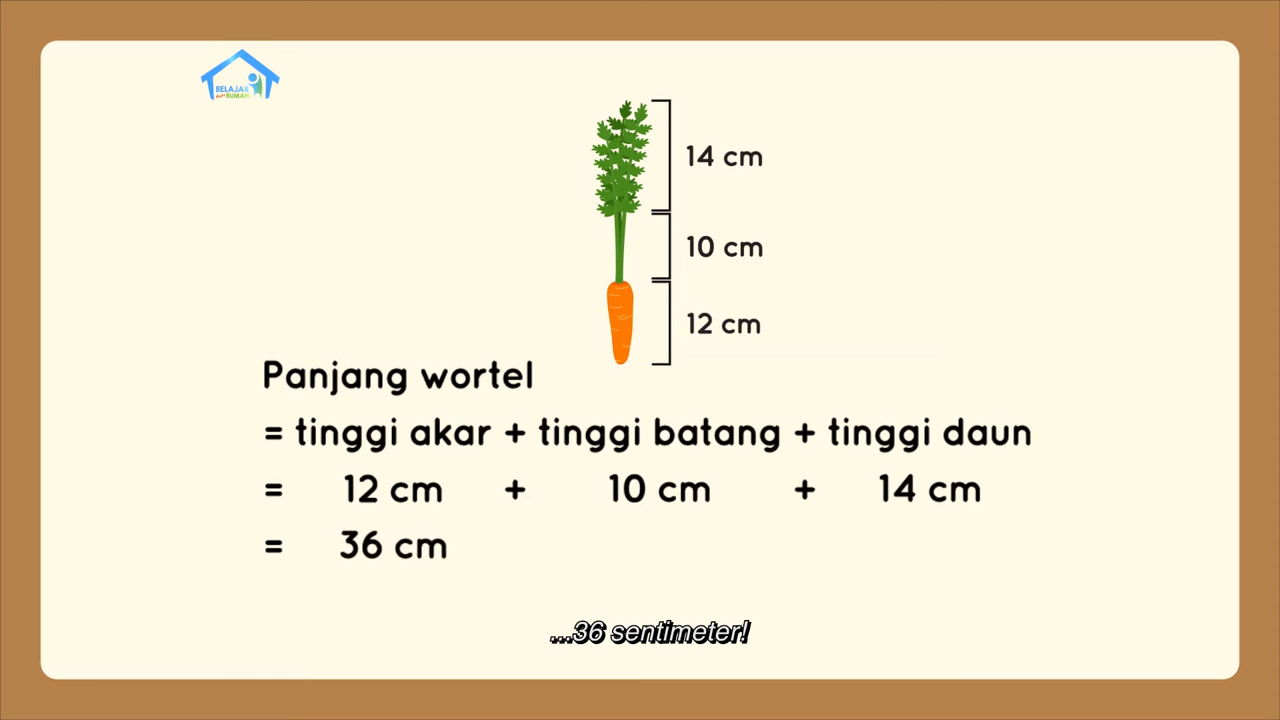 BELAJAR
dari RUMAH
14 cm
10 cm
12 cm
Panjang wortel
= tinggi akar + tinggi batang + tinggi daun
= 12 cm + 10 cm + 14 cm
= 36 cm
...36 sentimeter!